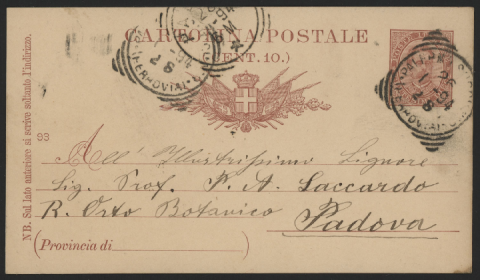 CARTOLINA POSTALE
(CENT. 10.)
NB. Sul lato anteriore si scrive soltanto l'indirizzo.
93
All' Illustrissimo Signore
Sig. Prof. P. A. Saccardo
R. Orto Botanico
Padova
(Provincia di )